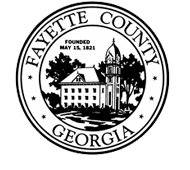 FAYETTE COUNTY
FOUNDED
MAY 15, 1821
GEORGIA